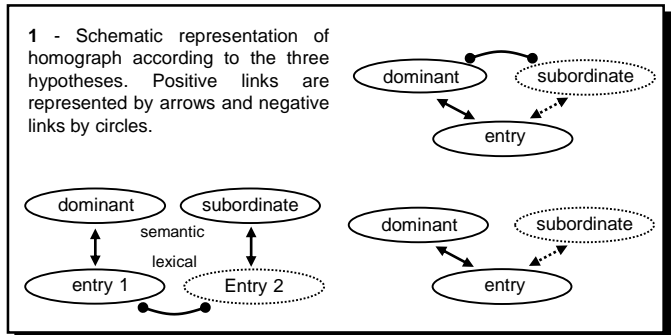 1 - Schematic representation of
homograph according to the three
hypotheses. Positive links are
represented by arrows and negative
links by circles.
dominant subordinate
entry
dominant subordinate
semantic
lexical
entry 1 Entry 2
dominant subordinate
entry